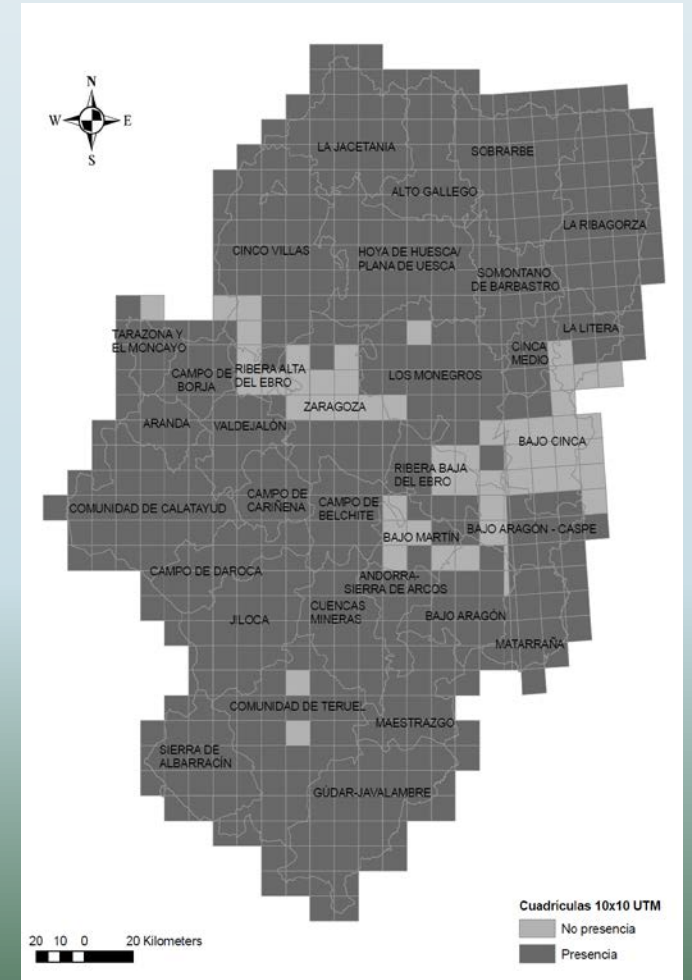 N
W E
S
LA JACETANIA
SOBRARBE
ALTO GALLEGO
LA RIBAGORZA
CINCO VILLAS
HOYA DE HUESCA/
PLANA DE UESCA
SOMONTANO
DE BARBASTRO
LA LITERA
TARAZONA Y
EL MONCAYO
CINCA
MEDIO
CAMPO DE
BORJA
RIBERA ALTA
DEL EBRO
LOS MONEGROS
ZARAGOZA
ARANDA
VALDEJALÓN
BAJO CINCA
RIBERA BAJA
DEL EBRO
COMUNIDAD DE CALATAYUD
CAMPO DE
CARIÑENA
CAMPO DE
BELCHITE
BAJO ARAGÓN - CASPE
BAJO MARTÍN
CAMPO DE DAROCA
ANDORRA-
SIERRA DE ARCOS
CUENCAS
MINERAS
JILOCA
BAJO ARAGÓN
MATARRAÑA
COMUNIDAD DE TERUEL
MAESTRAZGO
SIERRA DE
ALBARRACÍN
GÚDAR-JAVALAMBRE
Cuadriculas 10x10 UTM
No presencia
Presencia
20 10 0 20 Kilometers